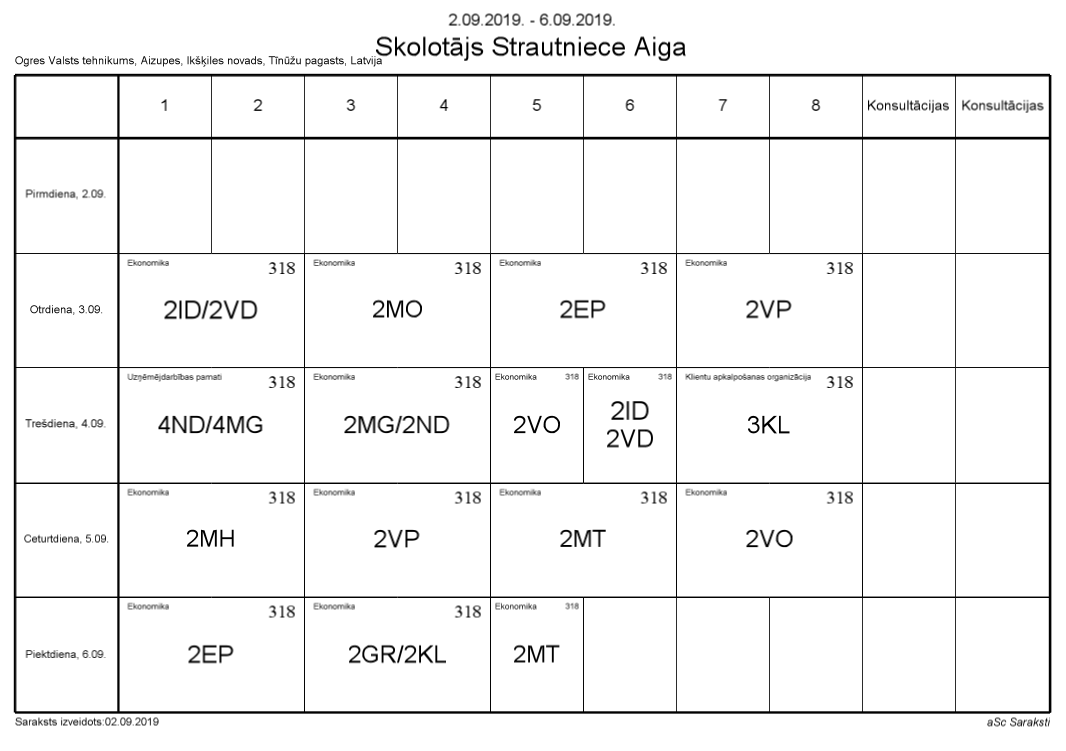 2.09.2019. - 6.09.2019.
Skolotājs Strautniece Aiga
Ogres Valsts tehnikums, Aizupes, Ikšķiles novads, Tīnūžu pagasts, Latvija
1 2 3 4 5 6 7 8 Konsultācijas Konsultācijas
Pirmdiena, 2.09.
Ekonomika 318 Ekonomika 318 Ekonomika 318 Ekonomika 318
Otrdiena, 3.09. 2ID/2VD 2MO 2EP 2VP
Uzņēmējdarbības pamati 318 Ekonomika 318 Ekonomika 318 Ekonomika 318 Klientu apkalpošanas organizācija 318
Trešdiena, 4.09. 4ND/4MG 2MG/2ND 2VO 2ID 3KL
2VD
Ekonomika 318 Ekonomika 318 Ekonomika 318 Ekonomika 318
Ceturtdiena, 5.09. 2MH 2VP 2MT 2VO
Ekonomika 318 Ekonomika 318 Ekonomika 318
Piektdiena, 6.09. 2EP 2GR/2KL 2MT
Saraksts izveidots:02.09.2019 aSc Saraksti